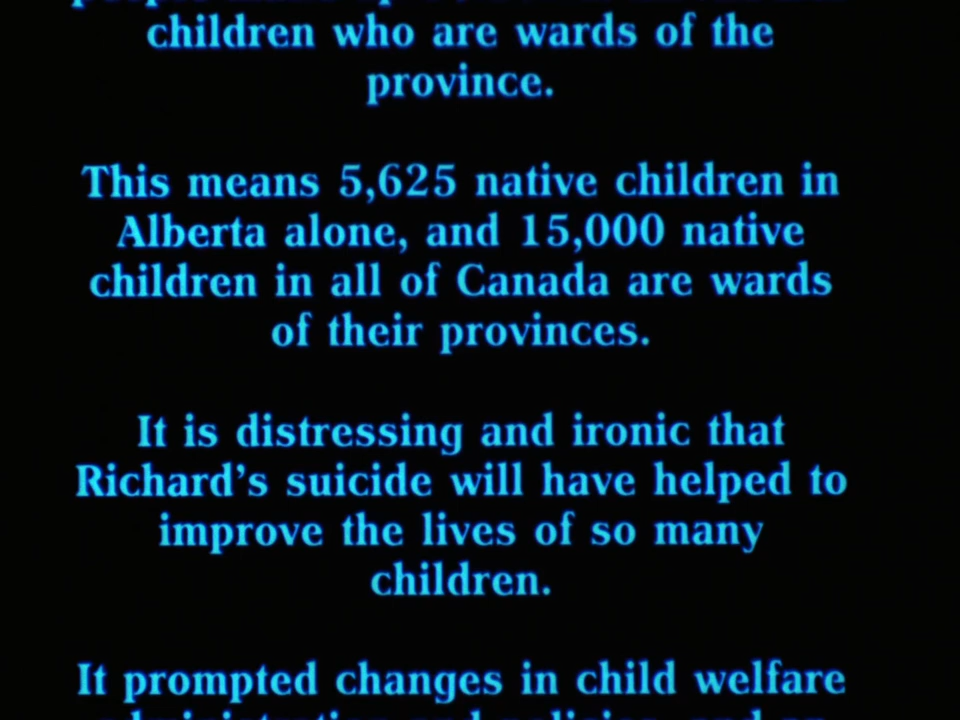 children who are wards of the
province.
This means 5,625 native children in
Alberta alone, and 15,000 native
children in all of Canada are wards
of their provinces.
It is distressing and ironic that
Richard's suicide will have helped to
improve the lives of so many
children.
It prompted changes in child welfare